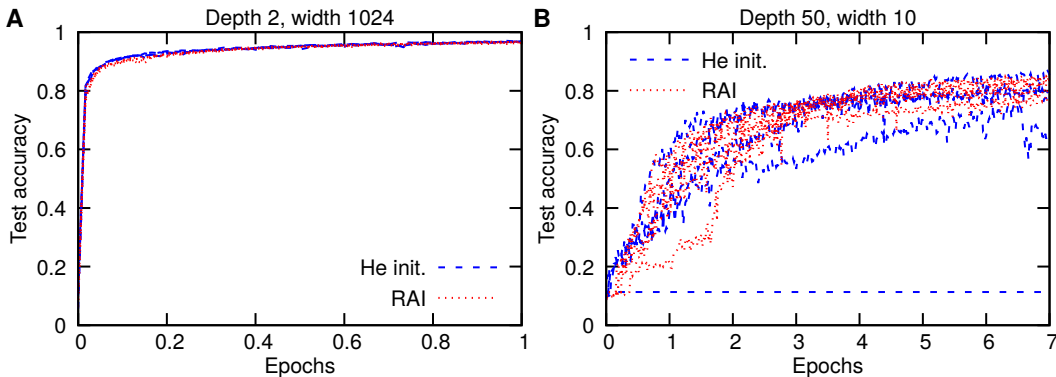 A
Depth 2, width 1024
Test accuracy
1
0.8
0.6
0.4
0.2
0
He init.
RAI
0
0.2
0.4
0.6
0.8
1
Epochs
B
Depth 50, width 10
Test accuracy
1
0.8
0.6
0.4
0.2
0
He init.
RAI
0
1
2
3
4
5
6
7
Epochs